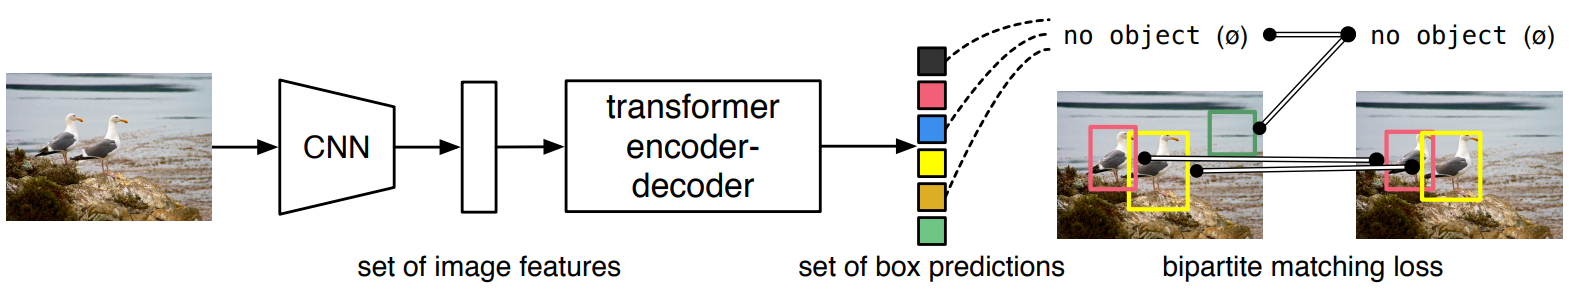 no object (ø)
no object (ø)
CNN
transformer
encoder-
decoder
set of image features
set of box predictions
bipartite matching loss